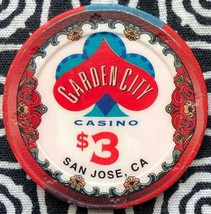 GARDEN CITY
CASINO
$3
SAN JOSE, CA